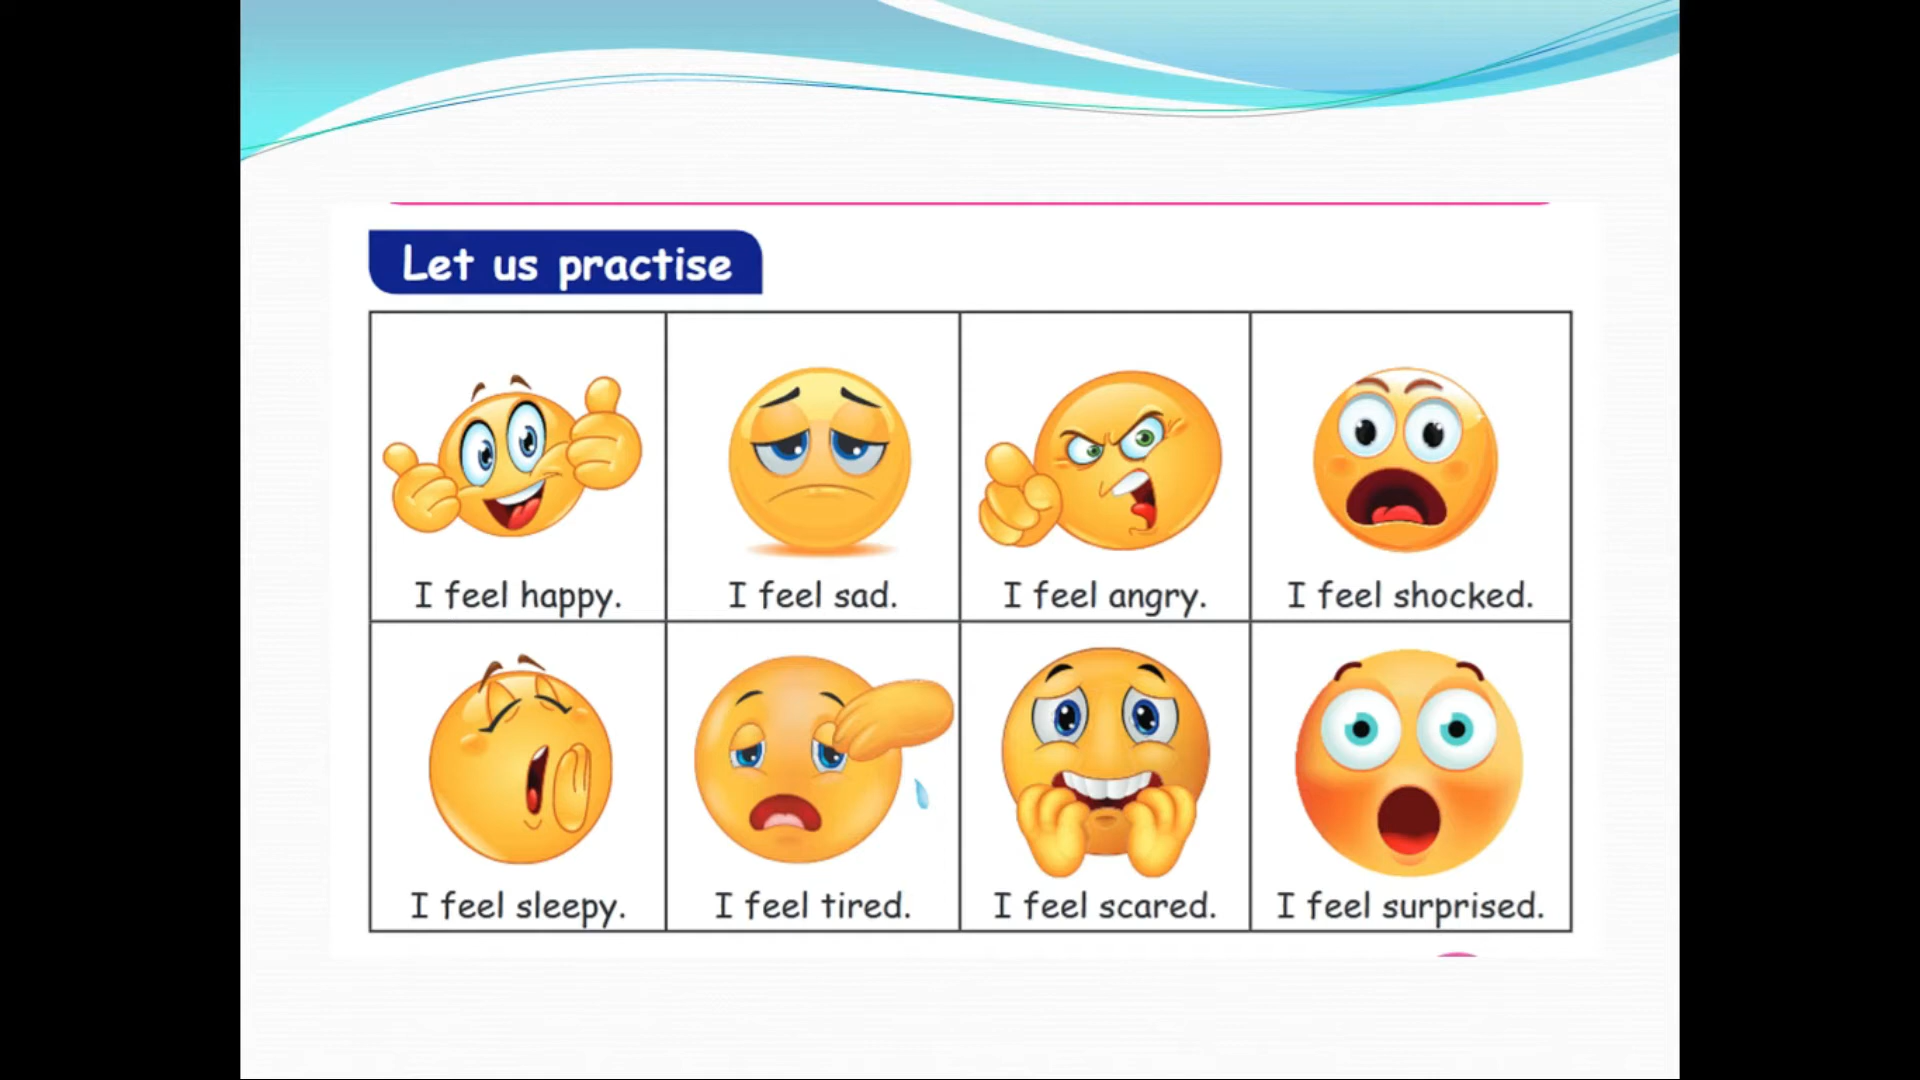 Let us practise
I feel happy.
I feel sad.
I feel angry.
I feel shocked.
I feel sleepy.
I feel tired.
I feel scared.
I feel surprised.